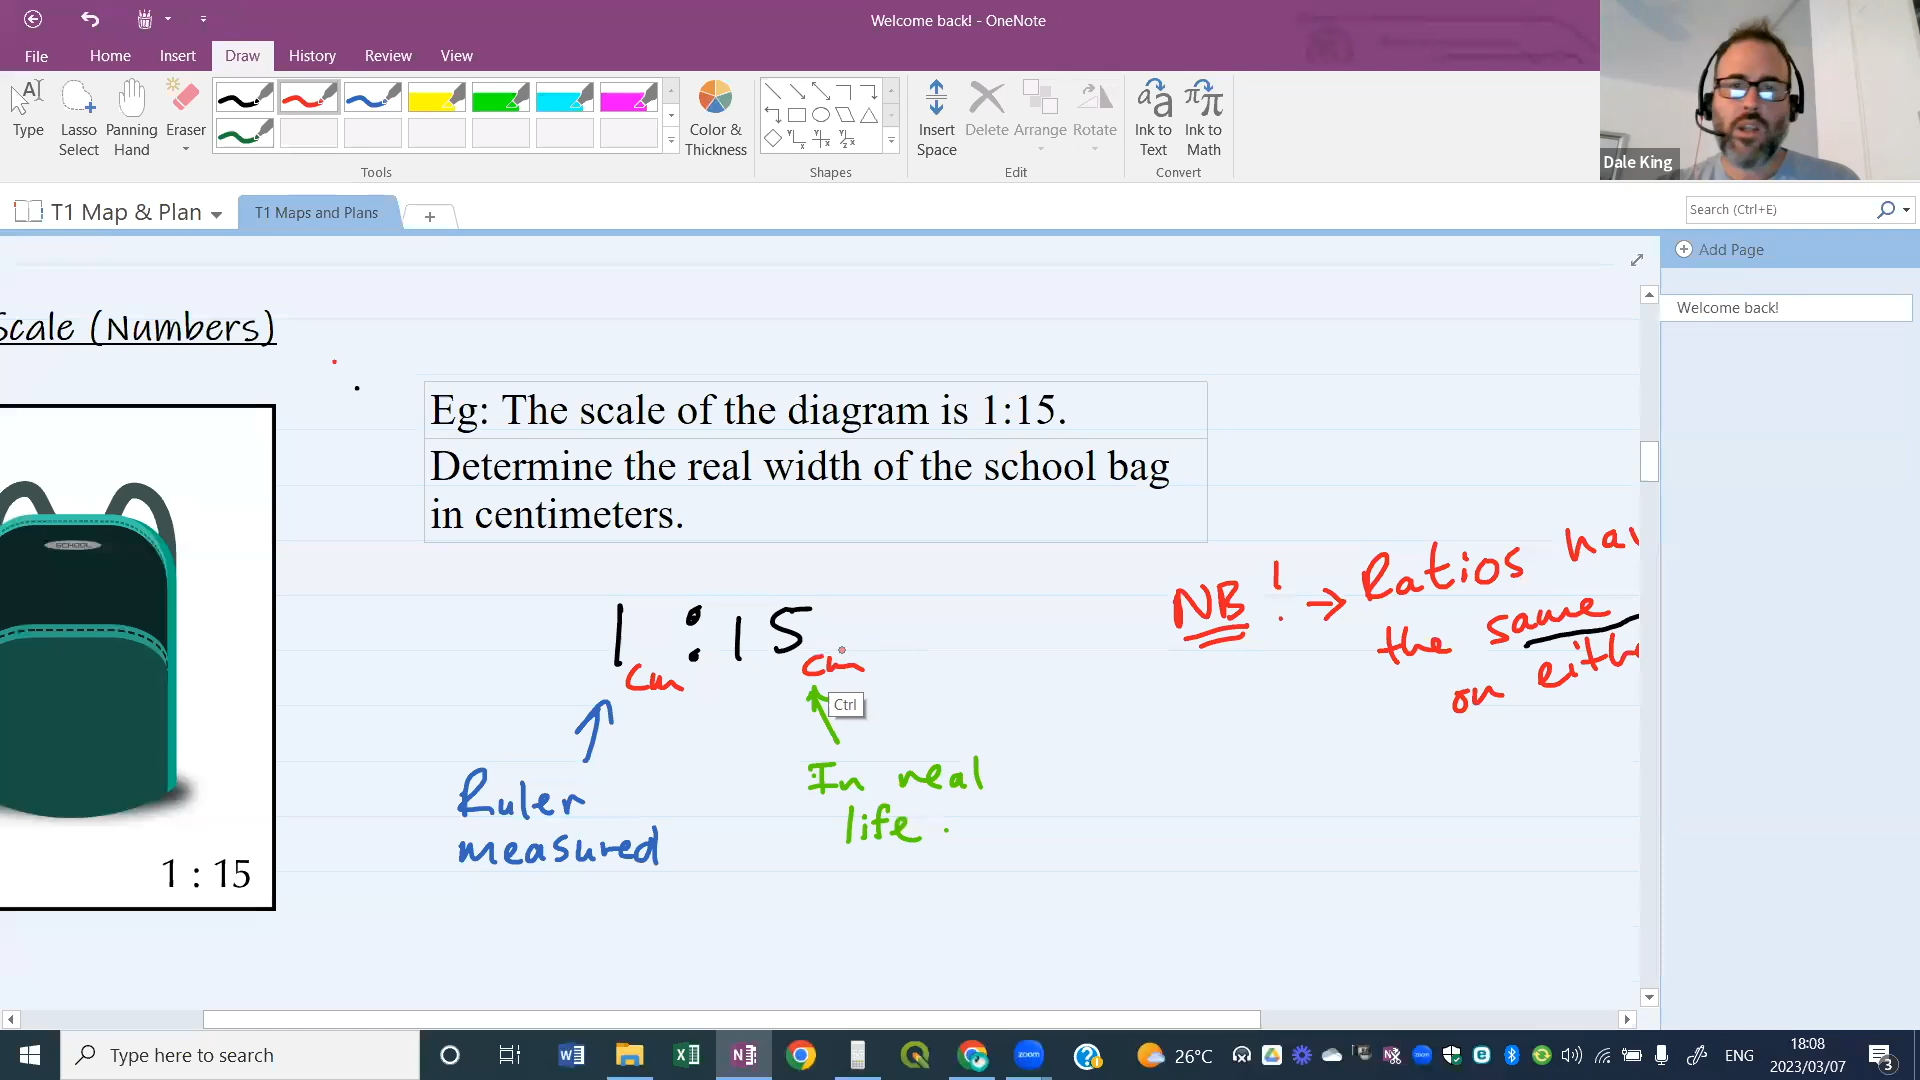 Welcome back! - OneNote
File Home Insert Draw History Review View
Type
Lasso Select
Panning Hand
Eraser
Color & Thickness
Insert Space
Delete
Arrange
Rotate
Ink to Text
Ink to Math
Tools
Shapes
Edit
Convert
Dale King
T1 Map & Plan
T1 Maps and Plans
Search (Ctrl+E)
Add Page
Welcome back!
Scale (Numbers)
Eg: The scale of the diagram is 1:15.
Determine the real width of the school bag
in centimeters.
SCHOOL
1 : 15
1 cm : 15 cm
Ctrl
Ruler
measured
In real
life.
NB! → Ratios hav
the same
on eith
Type here to search
zoom
26°C
ENG
18:08
2023/03/07
3